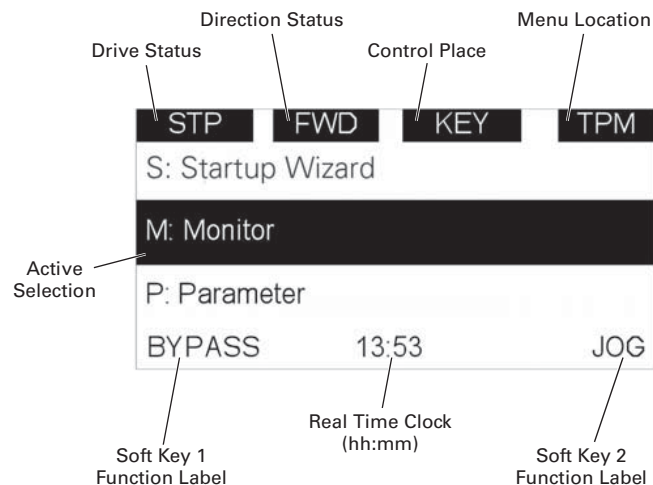 Direction Status
Menu Location
Drive Status
Control Place
STP FWD KEY TPM
S: Startup Wizard
M: Monitor
Active
Selection
P: Parameter
BYPASS 13:53 JOG
Real Time Clock
(hh:mm)
Soft Key 1
Function Label
Soft Key 2
Function Label